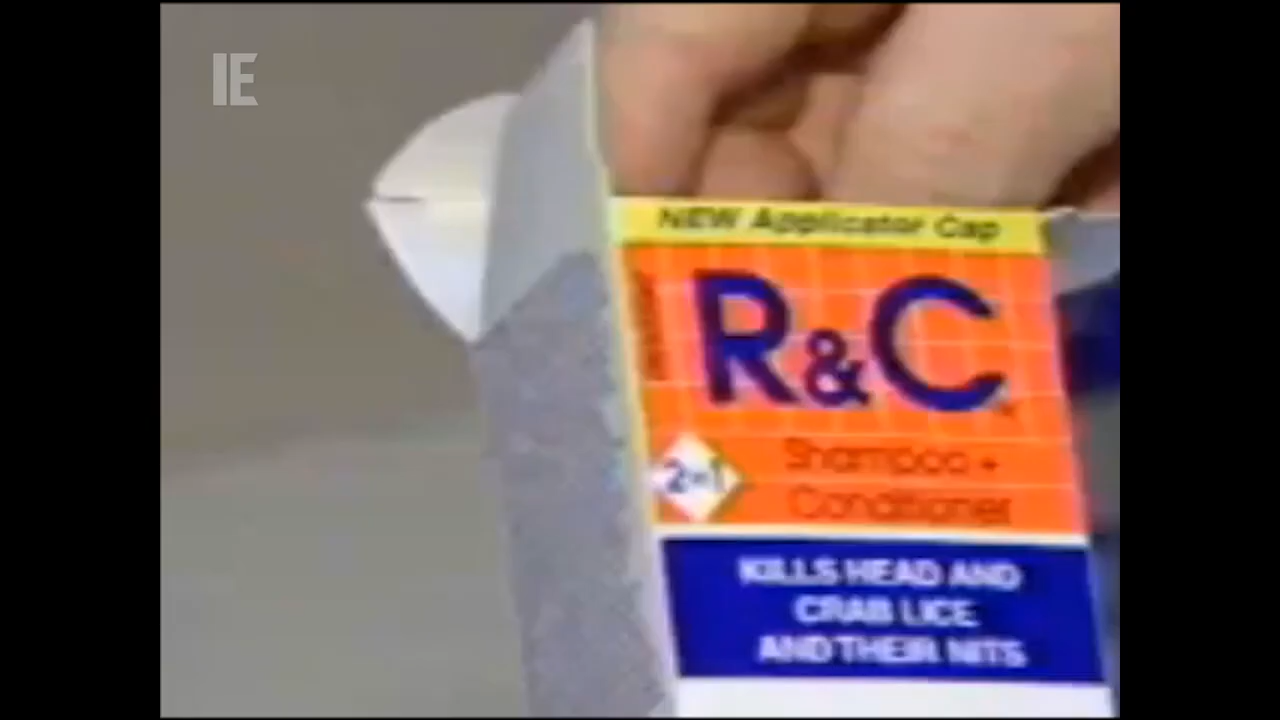 IE
NEW Applicator Cap
R&C
2in1
Shampoo +
Conditioner
KILLS HEAD AND
CRAB LICE
AND THEIR NITS